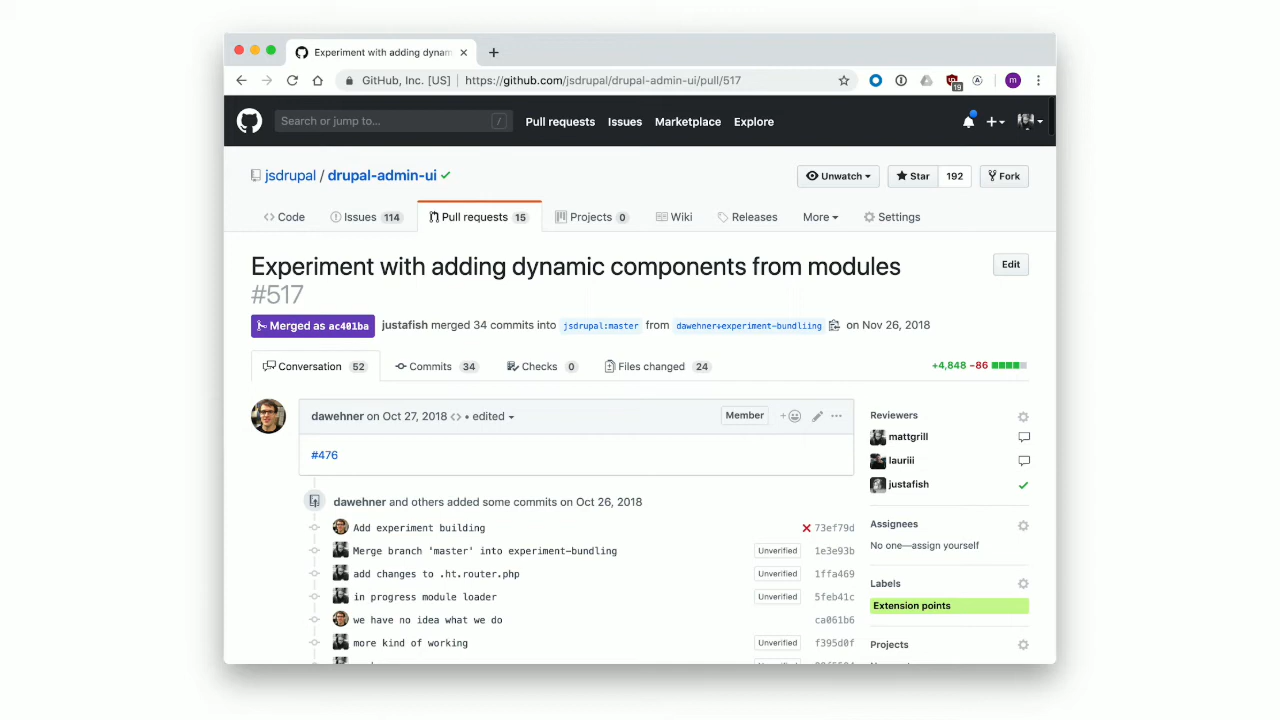 Experiment with adding dynam
GitHub, Inc. [US] https://github.com/jsdrupal/drupal-admin-ui/pull/517
19
m
Search or jump to... /
Pull requests Issues Marketplace Explore
jsdrupal / drupal-admin-ui
Unwatch Star 192 Fork
Code Issues 114 Pull requests 15 Projects 0 Wiki Releases More Settings
Experiment with adding dynamic components from modules
#517
Edit
Merged as ac401ba justafish merged 34 commits into jsdrupal:master from dawehner:experiment-bundliing on Nov 26, 2018
Conversation 52 Commits 34 Checks 0 Files changed 24
+4,848 −86
dawehner on Oct 27, 2018 • edited
Member
#476
dawehner and others added some commits on Oct 26, 2018
Add experiment building 73ef79d
Merge branch 'master' into experiment-bundling Unverified 1e3e93b
add changes to .ht.router.php Unverified 1ffa469
in progress module loader Unverified 5feb41c
we have no idea what we do ca061b6
more kind of working Unverified f395d0f
Reviewers
mattgrill
lauriii
justafish
Assignees
No one—assign yourself
Labels
Extension points
Projects